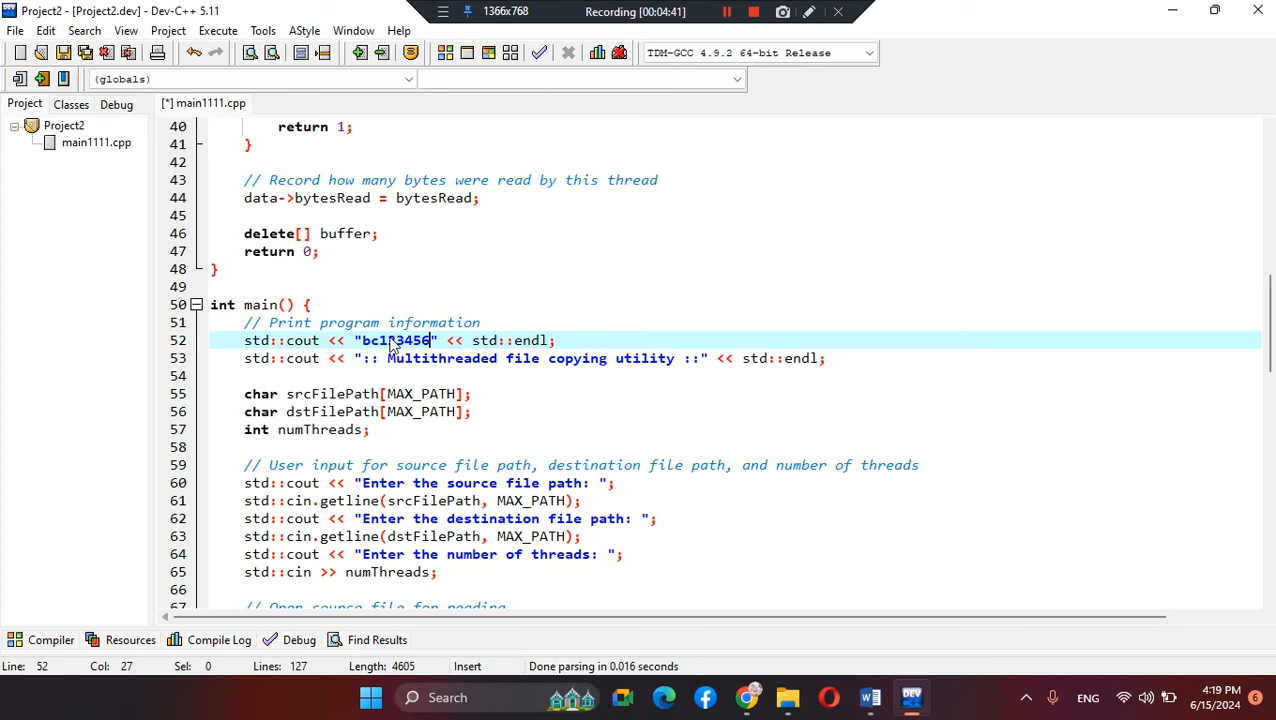 Project2 - [Project2.dev] - Dev-C++ 5.11
1366x768
Recording [00:04:41]
File Edit Search View Project Execute Tools AStyle Window Help
TDM-GCC 4.9.2 64-bit Release
(globals)
Project Classes Debug
[*] main1111.cpp
Project2
main1111.cpp
40 return 1;
41 }
42
43 // Record how many bytes were read by this thread
44 data->bytesRead = bytesRead;
45
46 delete[] buffer;
47 return 0;
48 }
49
50 int main() {
51 // Print program information
52 std::cout << "bc123456" << std::endl;
53 std::cout << ":: Multithreaded file copying utility ::" << std::endl;
54
55 char srcFilePath[MAX_PATH];
56 char dstFilePath[MAX_PATH];
57 int numThreads;
58
59 // User input for source file path, destination file path, and number of threads
60 std::cout << "Enter the source file path: ";
61 std::cin.getline(srcFilePath, MAX_PATH);
62 std::cout << "Enter the destination file path: ";
63 std::cin.getline(dstFilePath, MAX_PATH);
64 std::cout << "Enter the number of threads: ";
65 std::cin >> numThreads;
66
67 // Open source file for reading
Compiler Resources Compile Log Debug Find Results
Line: 52 Col: 27 Sel: 0 Lines: 127 Length: 4605 Insert Done parsing in 0.016 seconds
Search
DEV
ENG
4:19 PM
6/15/2024
6